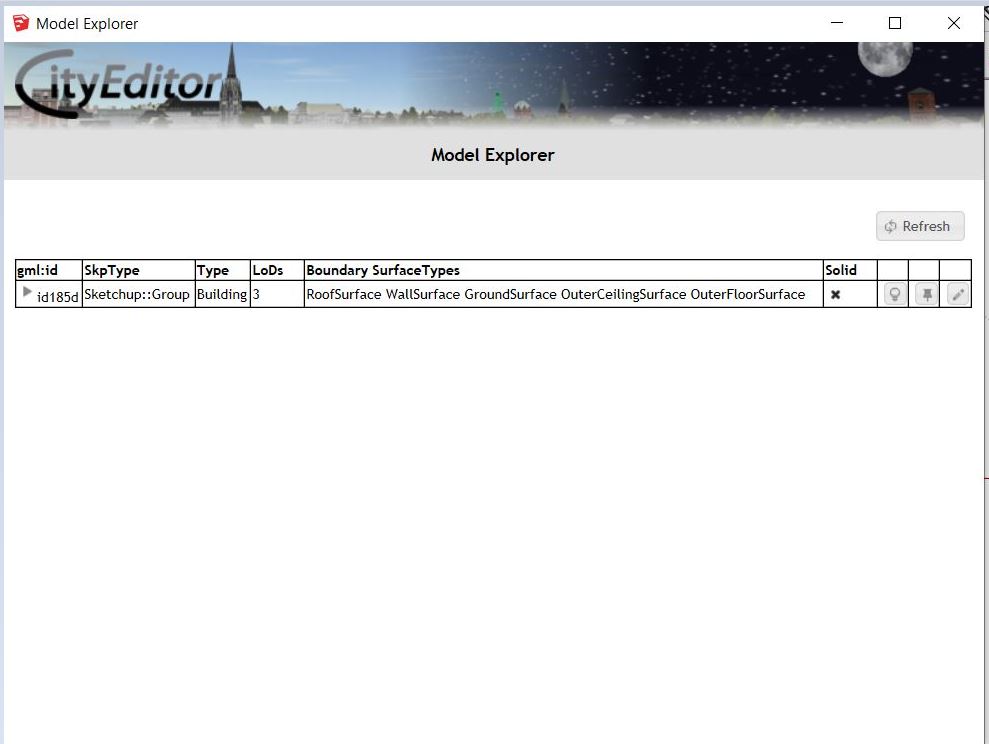 Model Explorer
CityEditor
Model Explorer
Refresh
gml:id SkpType Type LoDs Boundary SurfaceTypes Solid
id185d Sketchup::Group Building 3 RoofSurface WallSurface GroundSurface OuterCeilingSurface OuterFloorSurface